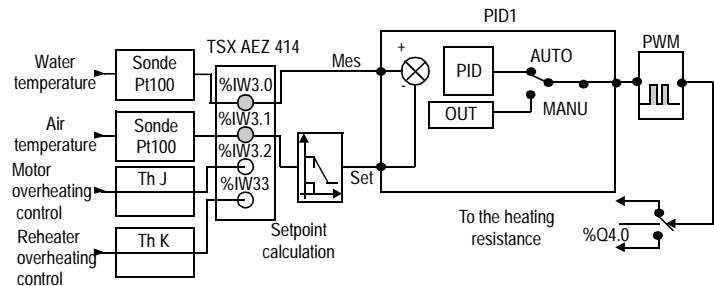 Water
temperature
Sonde
Pt100
TSX AEZ 414
%IW3.0
%IW3.1
%IW3.2
%IW33
Air
temperature
Sonde
Pt100
Motor
overheating
control
Th J
Reheater
overheating
control
Th K
Setpoint
calculation
Mes
Set
PID1
+
-
PID
OUT
AUTO
MANU
PWM
To the heating
resistance
%Q4.0